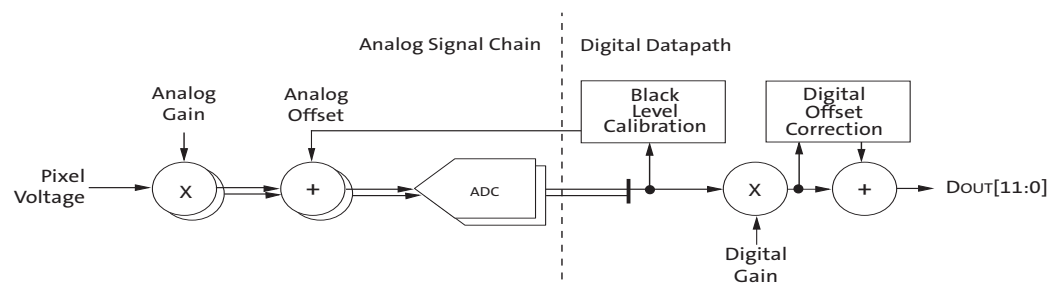 Analog Signal Chain
Digital Datapath
Analog
Gain
Analog
Offset
Black
Level
Calibration
Digital
Offset
Correction
Pixel
Voltage
X
+
ADC
X
+
DOUT[11:0]
Digital
Gain